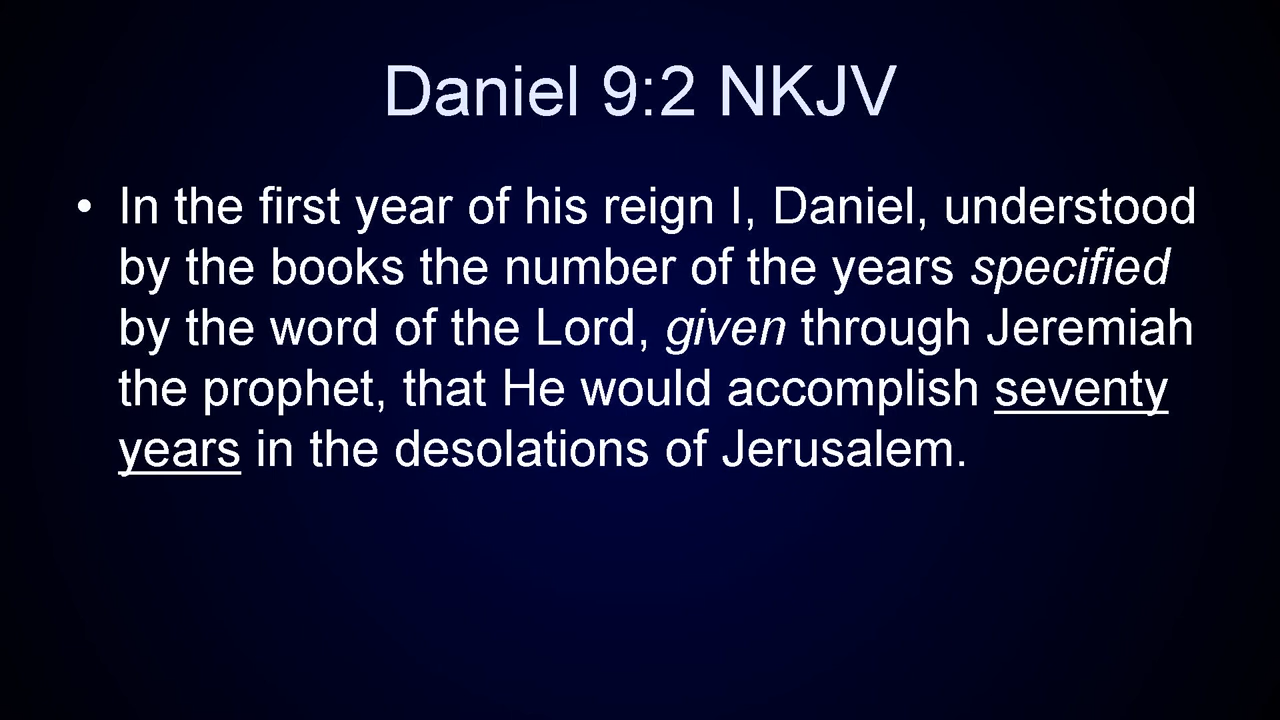 Daniel 9:2 NKJV
• In the first year of his reign I, Daniel, understood
by the books the number of the years specified
by the word of the Lord, given through Jeremiah
the prophet, that He would accomplish seventy
years in the desolations of Jerusalem.